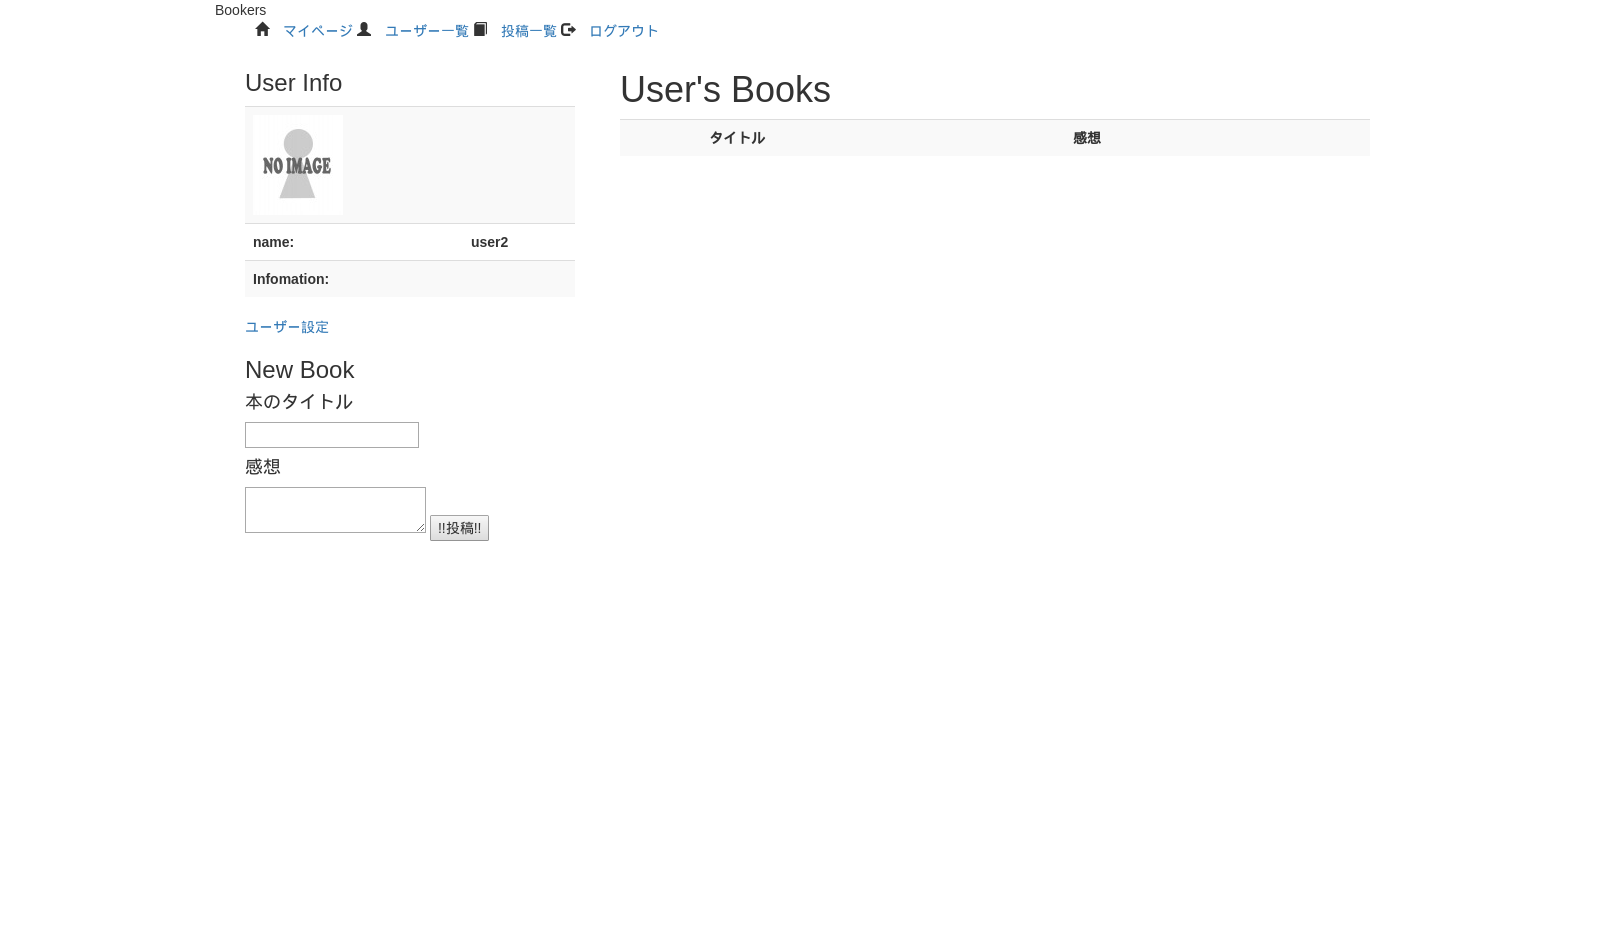 Bookers
マイページ ユーザー一覧 投稿一覧 ログアウト
User Info
NO IMAGE
name: user2
Infomation:
ユーザー設定
New Book
本のタイトル
感想
!!投稿!!
User's Books
タイトル 感想